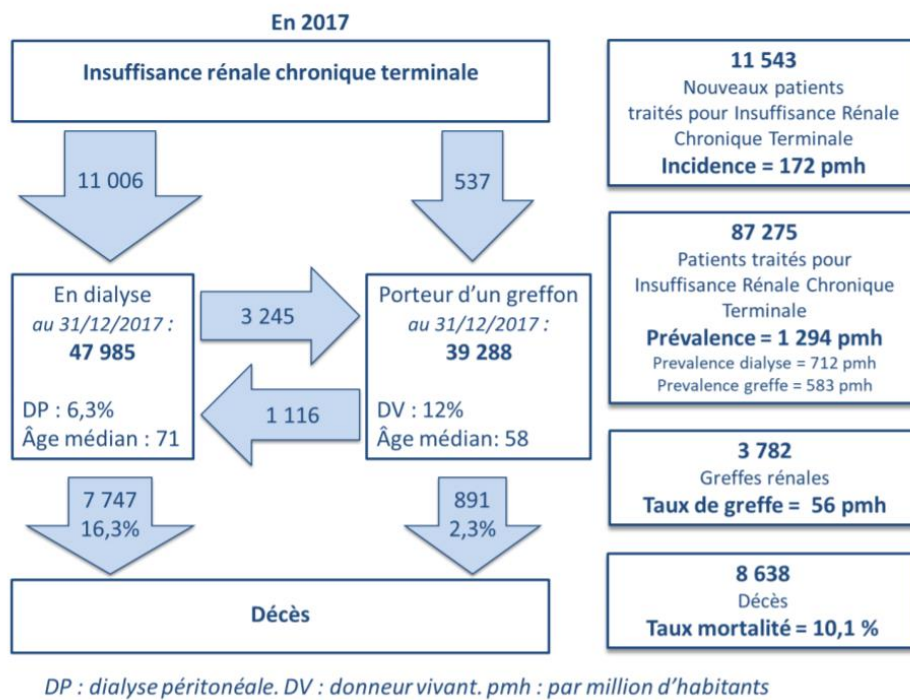 En 2017
Insuffisance rénale chronique terminale
11 006
537
En dialyse
au 31/12/2017 :
47 985
DP : 6,3%
Âge médian : 71
3 245
1 116
Porteur d'un greffon
au 31/12/2017 :
39 288
DV : 12%
Âge médian: 58
7 747
16,3%
891
2,3%
Décès
11 543
Nouveaux patients
traités pour Insuffisance Rénale
Chronique Terminale
Incidence = 172 pmh
87 275
Patients traités pour
Insuffisance Rénale Chronique
Terminale
Prévalence = 1 294 pmh
Prevalence dialyse = 712 pmh
Prevalence greffe = 583 pmh
3 782
Greffes rénales
Taux de greffe = 56 pmh
8 638
Décès
Taux mortalité = 10,1 %
DP : dialyse péritonéale. DV : donneur vivant. pmh : par million d'habitants